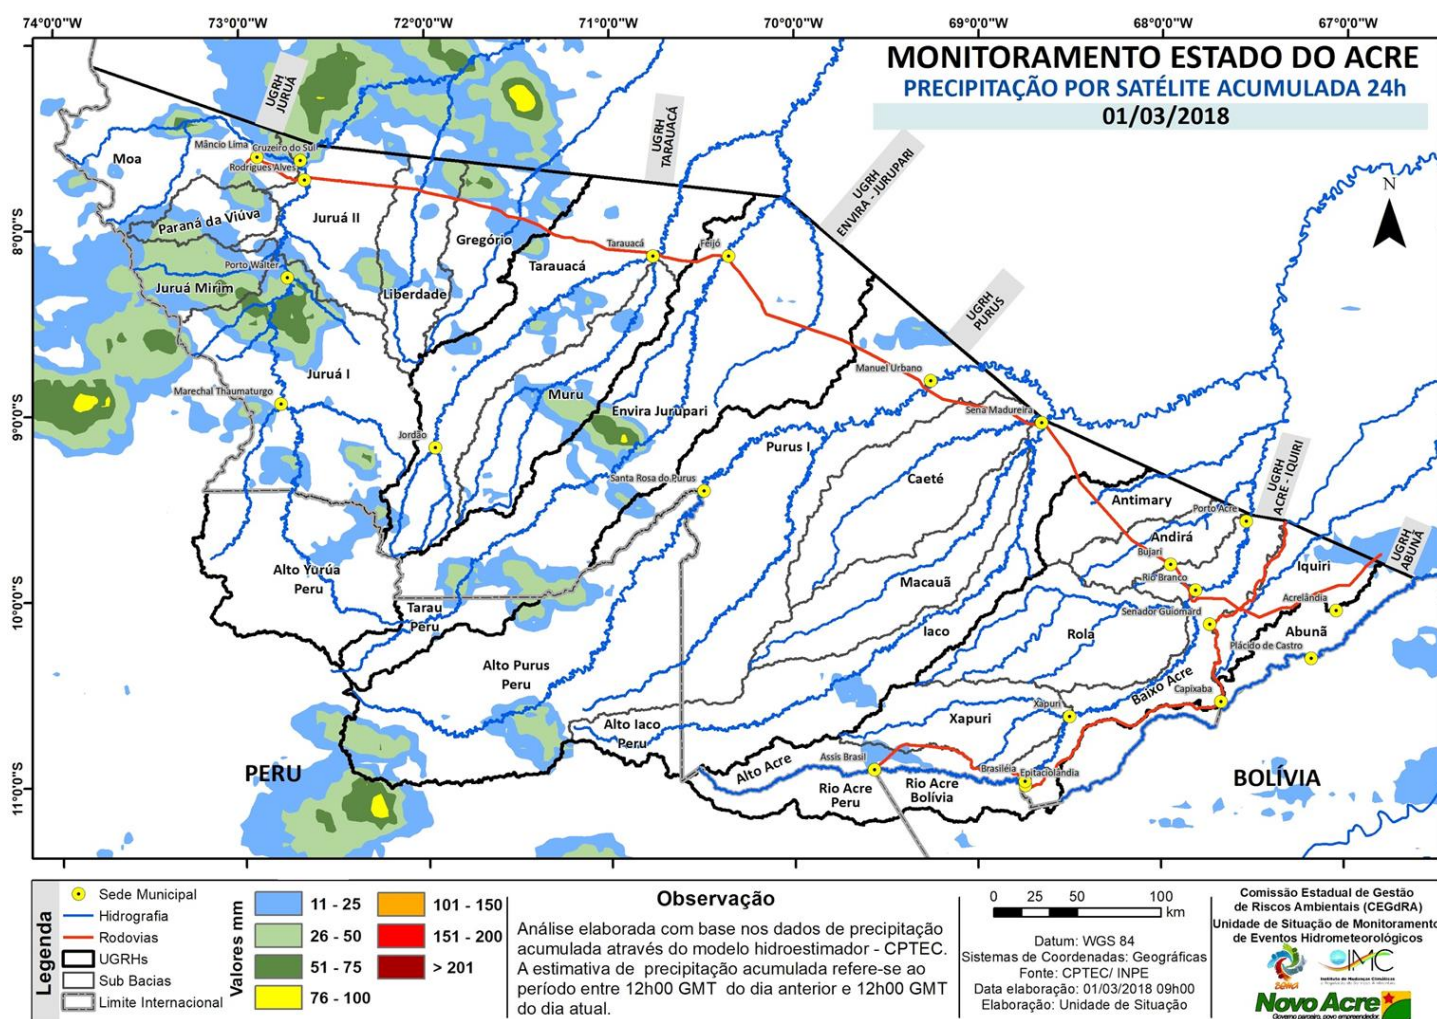 74°0'0"W 73°0'0"W 72°0'0"W 71°0'0"W 70°0'0"W 69°0'0"W 68°0'0"W 67°0'0"W
MONITORAMENTO ESTADO DO ACRE
PRECIPITAÇÃO POR SATÉLITE ACUMULADA 24h
01/03/2018
UGRH
JURUÁ
UGRH
TARAUACÁ
UGRH
ENVIRA - JURUPARI
UGRH
PURUS
UGRH
ACRE - IQUIRI
UGRH
ABUNÃ
N
8°0'0"S
9°0'0"S
10°0'0"S
11°0'0"S
Mâncio Lima
Cruzeiro do Sul
Moa
Rodrigues Alves
Paraná da Viúva
Juruá II
Gregório
Tarauacá
Feijó
Porto Walter
Tarauacá
Juruá Mirim
Liberdade
Manuel Urbano
Juruá I
Marechal Thaumaturgo
Muru
Envira Jurupari
Sena Madureira
Jordão
Purus I
Santa Rosa do Purus
Caeté
Antimary
Porto Acre
Andirá
Bujari
Iquiri
Alto Yurúa
Peru
Macauã
Rio Branco
Acrelândia
Tarau
Peru
Senador Guiomard
Iaco
Rola
Abunã
Plácido de Castro
Alto Purus
Peru
Baixo Acre
Capixaba
Xapuri
Xapuri
Alto Iaco
Peru
PERU
Assis Brasil
Alto Acre
Brasiléia
Epitaciolândia
Rio Acre
Peru
Rio Acre
Bolívia
BOLÍVIA
Legenda
Sede Municipal
Hidrografia
Rodovias
UGRHs
Sub Bacias
Limite Internacional
Valores mm
11 - 25
26 - 50
51 - 75
76 - 100
101 - 150
151 - 200
> 201
Observação
Análise elaborada com base nos dados de precipitação
acumulada através do modelo hidroestimador - CPTEC.
A estimativa de precipitação acumulada refere-se ao
período entre 12h00 GMT do dia anterior e 12h00 GMT
do dia atual.
0 25 50 100
km
Datum: WGS 84
Sistemas de Coordenadas: Geográficas
Fonte: CPTEC/ INPE
Data elaboração: 01/03/2018 09h00
Elaboração: Unidade de Situação
Comissão Estadual de Gestão
de Riscos Ambientais (CEGdRA)
Unidade de Situação de Monitoramento
de Eventos Hidrometeorológicos
sema
IMC
Novo Acre
Governo parceiro, povo empreendedor.